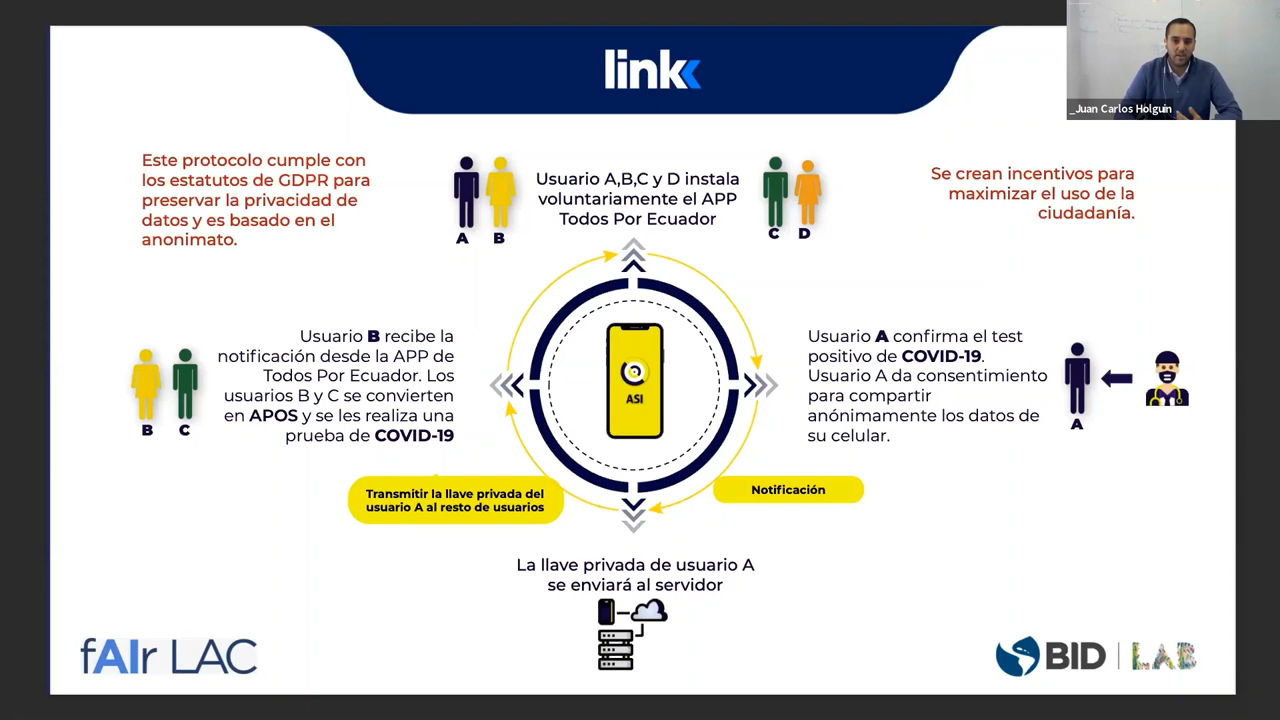 link
_Juan Carlos Holguin
Este protocolo cumple con
los estatutos de GDPR para
preservar la privacidad de
datos y es basado en el
anonimato.
A
B
Usuario A,B,C y D instala
voluntariamente el APP
Todos Por Ecuador
C
D
Se crean incentivos para
maximizar el uso de la
ciudadanía.
B
C
Usuario B recibe la
notificación desde la APP de
Todos Por Ecuador. Los
usuarios B y C se convierten
en APOS y se les realiza una
prueba de COVID-19
ASI
Usuario A confirma el test
positivo de COVID-19.
Usuario A da consentimiento
para compartir
anónimamente los datos de
su celular.
A
Transmitir la llave privada del
usuario A al resto de usuarios
Notificación
La llave privada de usuario A
se enviará al servidor
fAIr LAC
BID | LAB